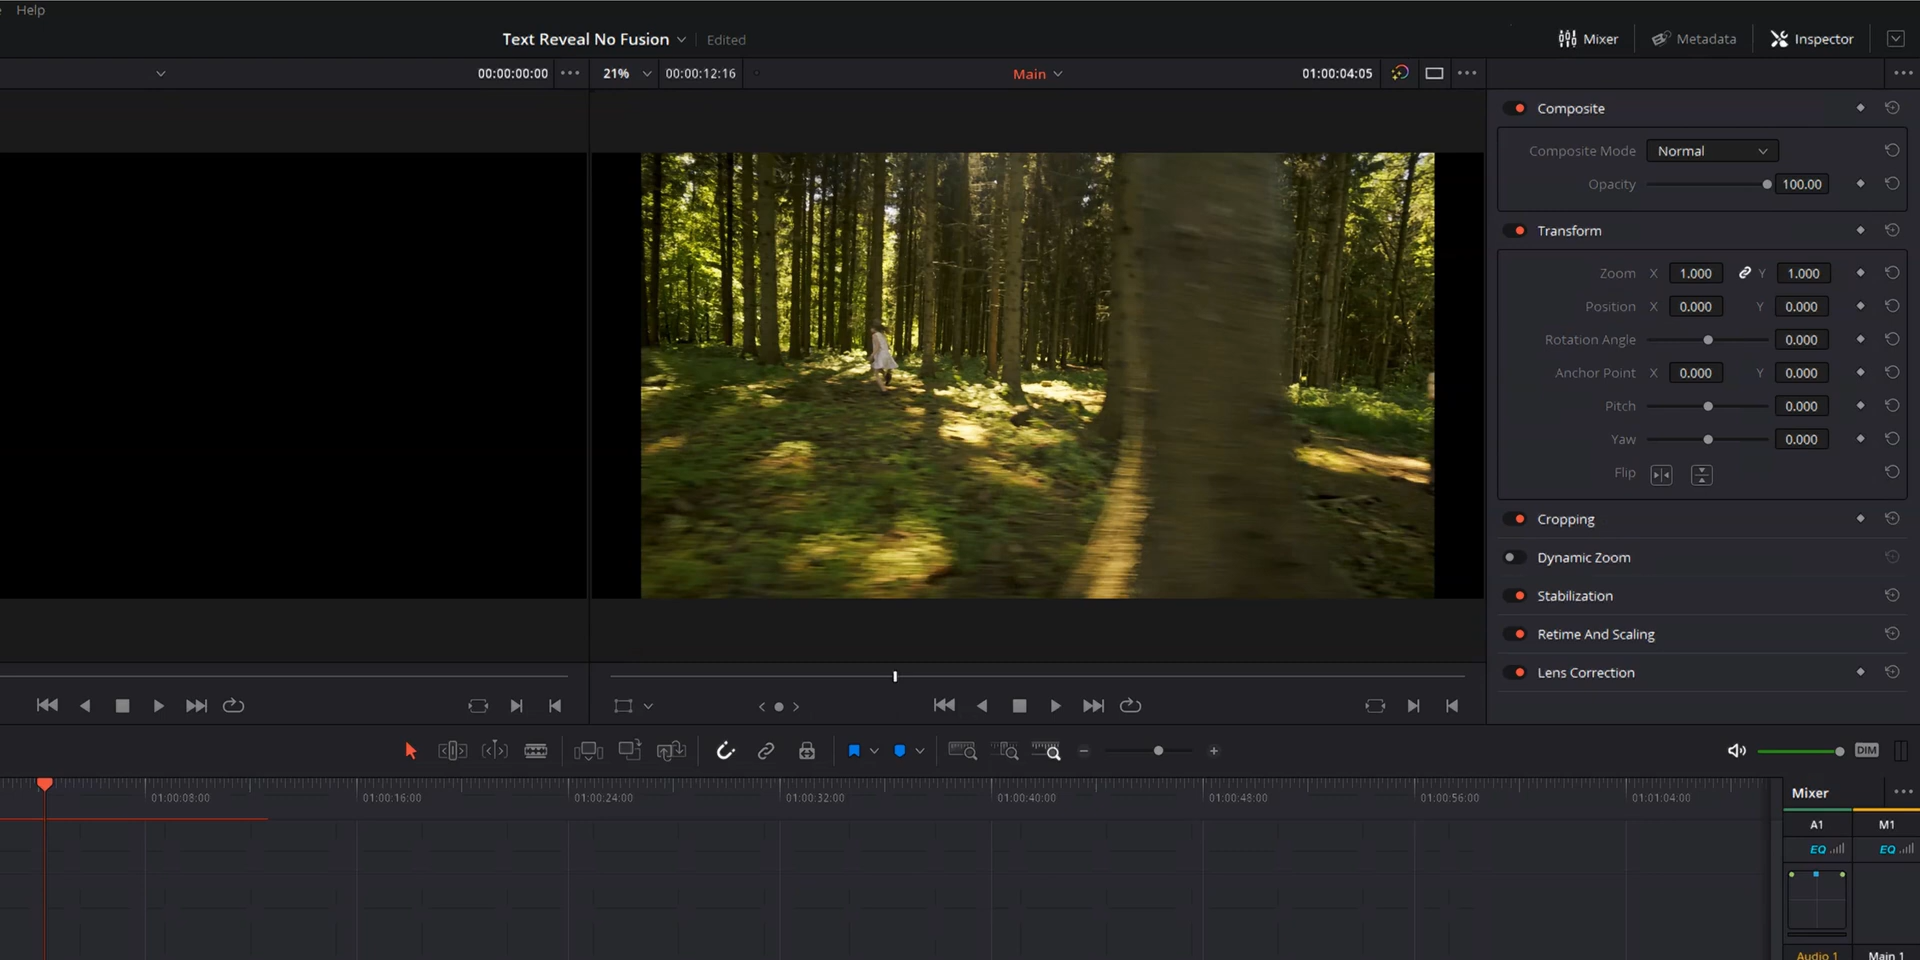 Help
Text Reveal No Fusion
Edited
Mixer
Metadata
Inspector
00:00:00:00
21%
00:00:12:16
Main
01:00:04:05
Composite
Composite Mode
Normal
Opacity
100.00
Transform
Zoom X 1.000 Y 1.000
Position X 0.000 Y 0.000
Rotation Angle 0.000
Anchor Point X 0.000 Y 0.000
Pitch 0.000
Yaw 0.000
Flip
Cropping
Dynamic Zoom
Stabilization
Retime And Scaling
Lens Correction
DIM
01:00:08:00
01:00:16:00
01:00:24:00
01:00:32:00
01:00:40:00
01:00:48:00
01:00:56:00
01:01:04:00
Mixer
A1
M1
EQ
EQ
Audio 1
Main 1